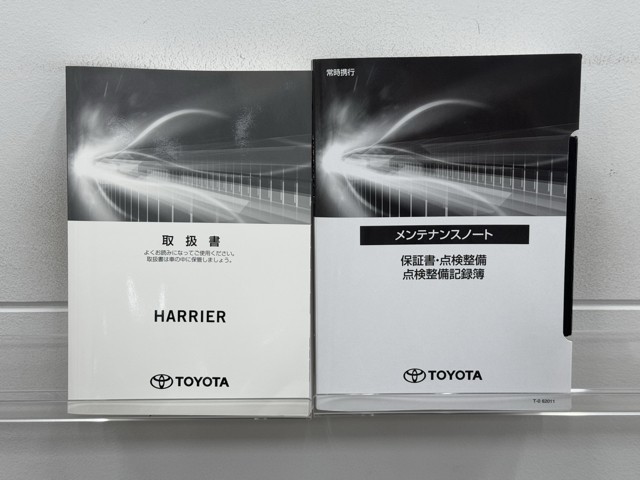 取扱書
よくお読みになってご使用ください。
取扱書は車の中に保管しましょう。
HARRIER
TOYOTA
常時携行
メンテナンスノート
保証書・点検整備
点検整備記録簿
TOYOTA